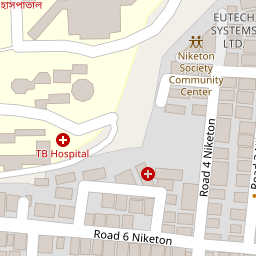 হাসপাতাল
EUTECH
SYSTEMS
LTD.
Niketon
Society
Community
Center
TB Hospital
Road 4 Niketon
Road 6 Niketon